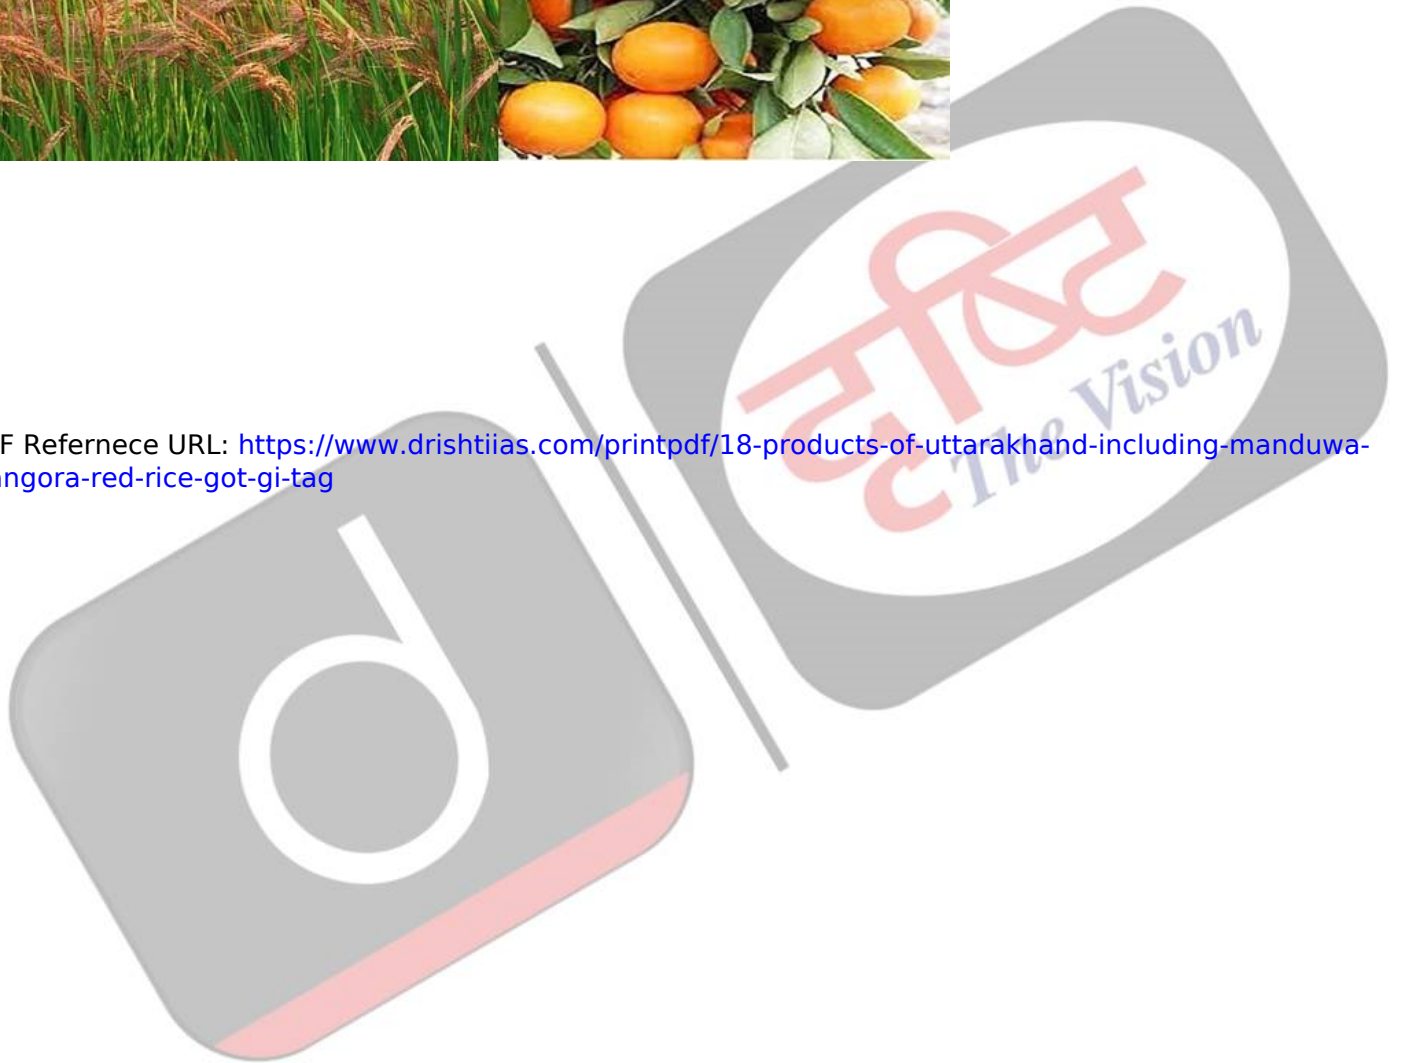 F Refernece URL: https://www.drishtiias.com/printpdf/18-products-of-uttarakhand-including-manduwa-
ngora-red-rice-got-gi-tag
दृष्टि
The Vision
d